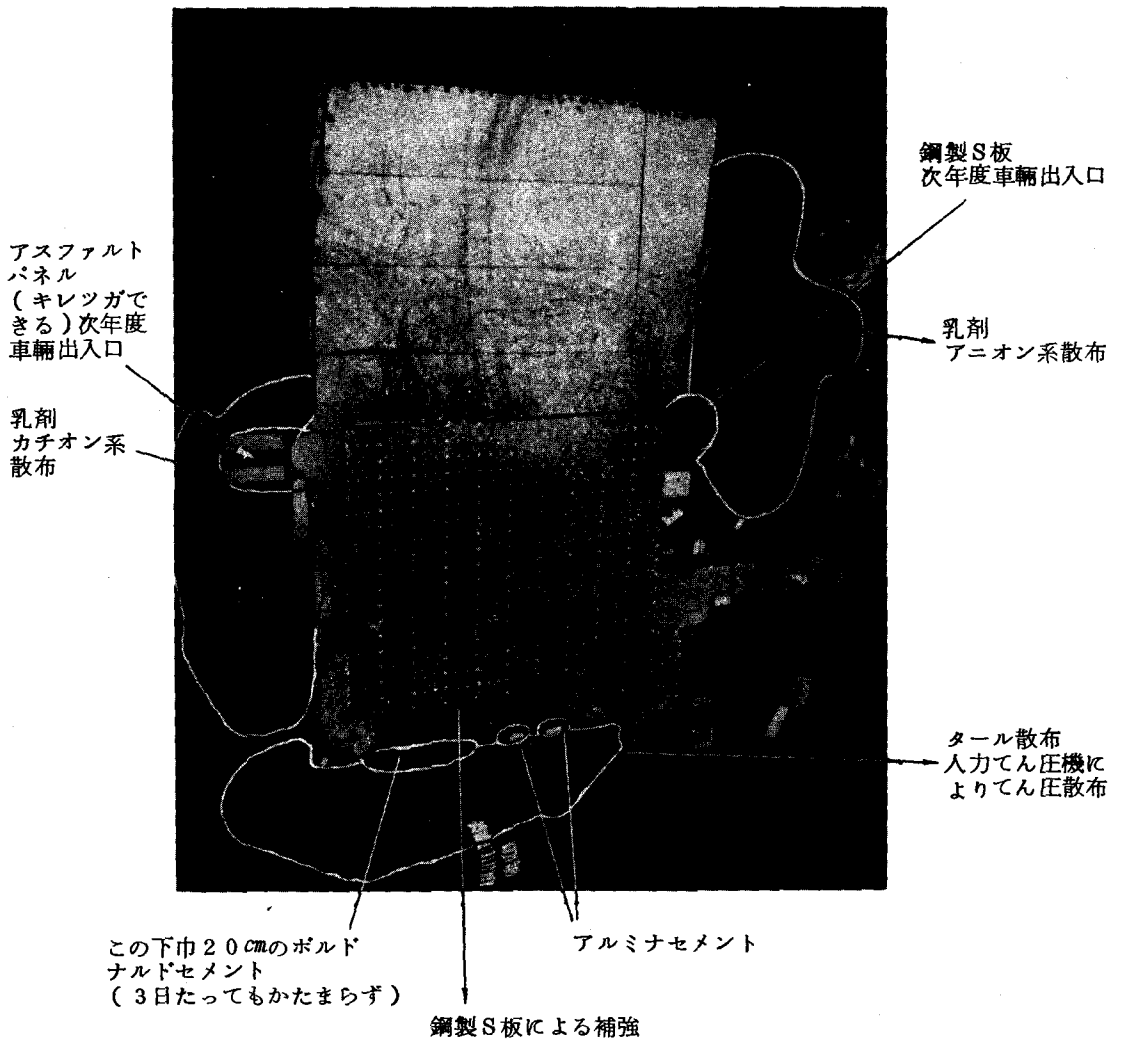 鋼製S板
次年度車輛出入口
アスファルト
パネル
(キレツガで
きる)次年度
車輛出入口
乳剤
アニオン系散布
乳剤
カチオン系
散布
タール散布
人力てん圧機に
よりてん圧散布
この下巾20cmのボルド
ナルドセメント
(3日たってもかたまらず)
アルミナセメント
鋼製S板による補強